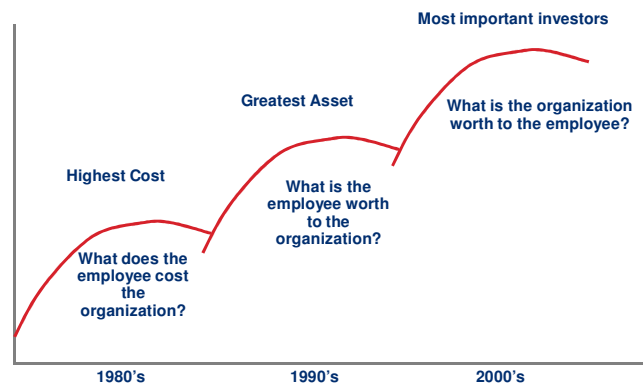 Most important investors
Greatest Asset
What is the organization
worth to the employee?
Highest Cost
What is the
employee worth
to the
organization?
What does the
employee cost
the
organization?
1980's
1990's
2000's